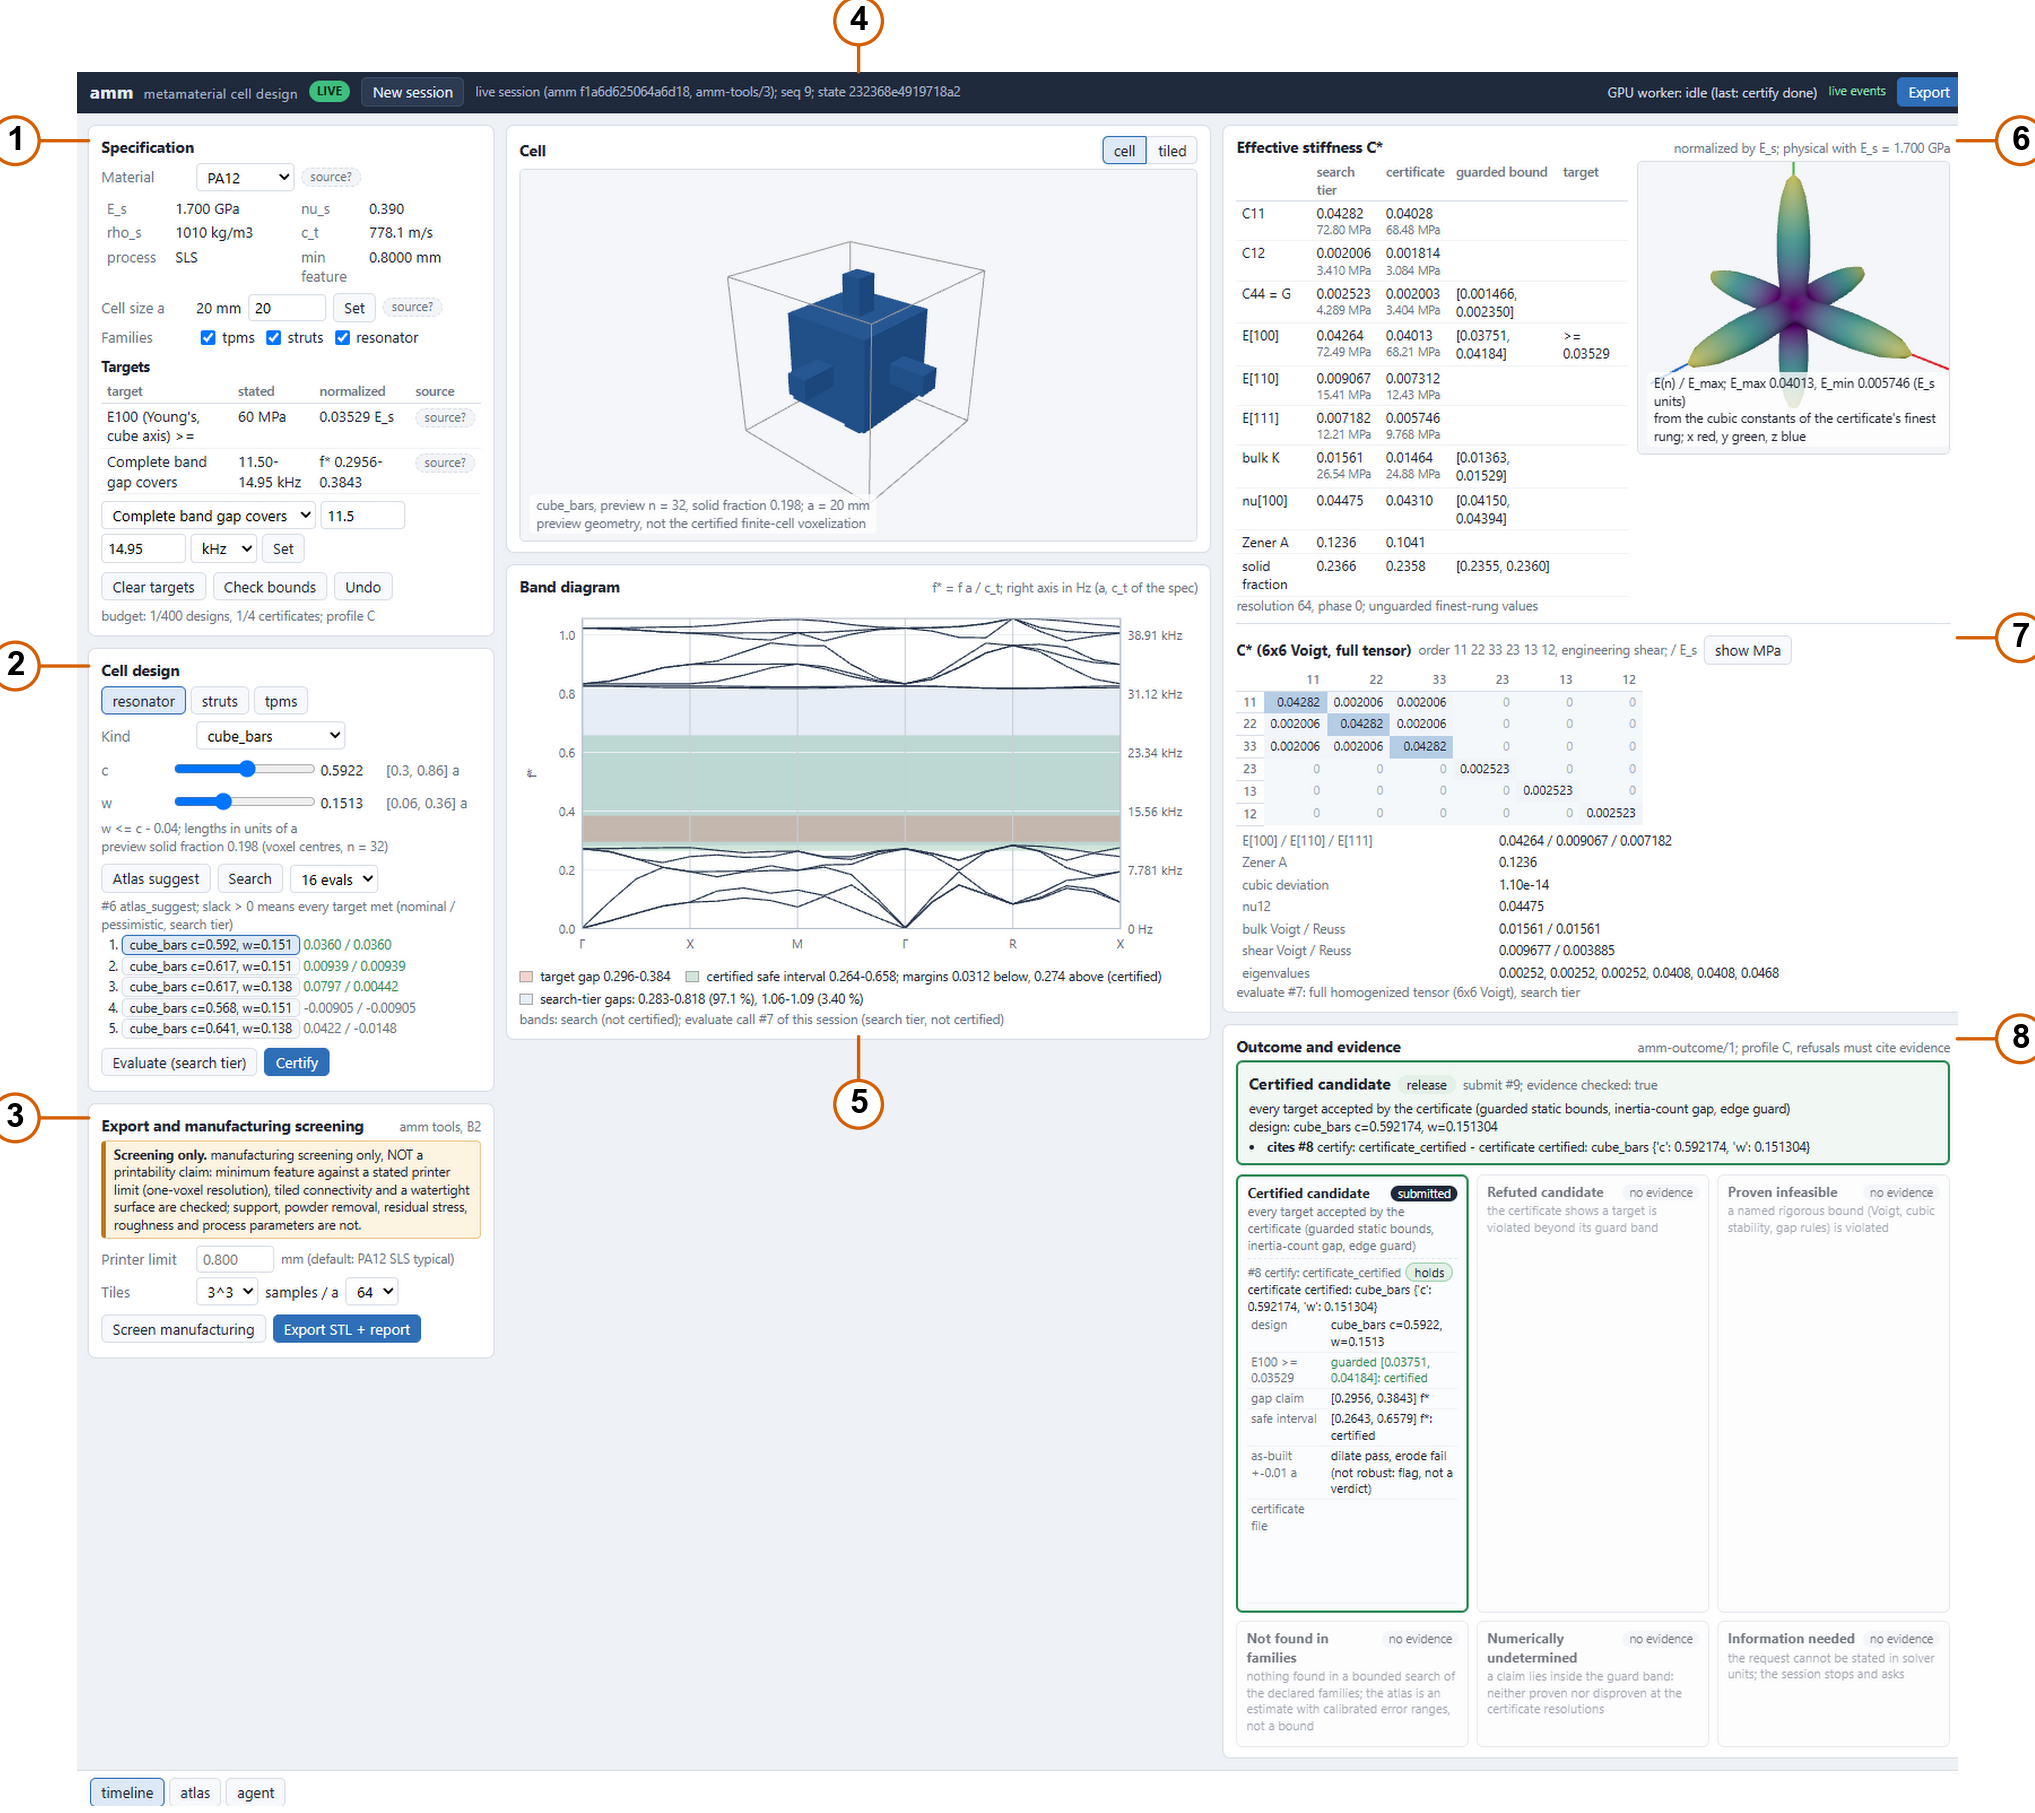 4
amm metamaterial cell design LIVE New session live session (amm f1a6d625064a6d18, amm-tools/3); seq 9; state 232368e4919718a2 GPU worker: idle (last: certify done) live events Export
1
Specification
Material PA12 source?
E_s 1.700 GPa nu_s 0.390
rho_s 1010 kg/m3 c_t 778.1 m/s
process SLS min feature 0.8000 mm
Cell size a 20 mm 20 Set source?
Families tpms struts resonator
Targets
target stated normalized source
E100 (Young's, cube axis) >= 60 MPa 0.03529 E_s source?
Complete band gap covers 11.50-14.95 kHz f* 0.2956-0.3843 source?
Complete band gap covers 11.5
14.95 kHz Set
Clear targets Check bounds Undo
budget: 1/400 designs, 1/4 certificates; profile C
2
Cell design
resonator struts tpms
Kind cube_bars
c 0.5922 [0.3, 0.86] a
w 0.1513 [0.06, 0.36] a
w <= c - 0.04; lengths in units of a
preview solid fraction 0.198 (voxel centres, n = 32)
Atlas suggest Search 16 evals
#6 atlas_suggest; slack > 0 means every target met (nominal /
pessimistic, search tier)
1. cube_bars c=0.592, w=0.151 0.0360 / 0.0360
2. cube_bars c=0.617, w=0.151 0.00939 / 0.00939
3. cube_bars c=0.617, w=0.138 0.0797 / 0.00442
4. cube_bars c=0.568, w=0.151 -0.00905 / -0.00905
5. cube_bars c=0.641, w=0.138 0.0422 / -0.0148
Evaluate (search tier) Certify
3
Export and manufacturing screening amm tools, B2
Screening only. manufacturing screening only, NOT a
printability claim: minimum feature against a stated printer
limit (one-voxel resolution), tiled connectivity and a watertight
surface are checked; support, powder removal, residual stress,
roughness and process parameters are not.
Printer limit 0.800 mm (default: PA12 SLS typical)
Tiles 3^3 samples / a 64
Screen manufacturing Export STL + report
Cell cell tiled
cube_bars, preview n = 32, solid fraction 0.198; a = 20 mm
preview geometry, not the certified finite-cell voxelization
Band diagram f* = f a / c_t; right axis in Hz (a, c_t of the spec)
1.0 38.91 kHz
0.8 31.12 kHz
0.6 23.34 kHz
f*
0.4 15.56 kHz
0.2 7.781 kHz
0.0 0 Hz
Γ X M Γ R X
target gap 0.296-0.384 certified safe interval 0.264-0.658; margins 0.0312 below, 0.274 above (certified)
search-tier gaps: 0.283-0.818 (97.1 %), 1.06-1.09 (3.40 %)
bands: search (not certified); evaluate call #7 of this session (search tier, not certified)
5
6
Effective stiffness C* normalized by E_s; physical with E_s = 1.700 GPa
search tier certificate guarded bound target
C11 0.04282 0.04028
72.80 MPa 68.48 MPa
C12 0.002006 0.001814
3.410 MPa 3.084 MPa
C44 = G 0.002523 0.002003 [0.001466, 0.002350]
4.289 MPa 3.404 MPa
E[100] 0.04264 0.04013 [0.03751, 0.04184] >= 0.03529
72.49 MPa 68.21 MPa
E[110] 0.009067 0.007312
15.41 MPa 12.43 MPa
E[111] 0.007182 0.005746
12.21 MPa 9.768 MPa
bulk K 0.01561 0.01464 [0.01363, 0.01529]
26.54 MPa 24.88 MPa
nu[100] 0.04475 0.04310 [0.04150, 0.04394]
Zener A 0.1236 0.1041
solid fraction 0.2366 0.2358 [0.2355, 0.2360]
resolution 64, phase 0; unguarded finest-rung values
E(n) / E_max; E_max 0.04013, E_min 0.005746 (E_s
units)
from the cubic constants of the certificate's finest
rung; x red, y green, z blue
7
C* (6x6 Voigt, full tensor) order 11 22 33 23 13 12, engineering shear; / E_s show MPa
11 22 33 23 13 12
11 0.04282 0.002006 0.002006 0 0 0
22 0.002006 0.04282 0.002006 0 0 0
33 0.002006 0.002006 0.04282 0 0 0
23 0 0 0 0.002523 0 0
13 0 0 0 0 0.002523 0
12 0 0 0 0 0 0.002523
E[100] / E[110] / E[111] 0.04264 / 0.009067 / 0.007182
Zener A 0.1236
cubic deviation 1.10e-14
nu12 0.04475
bulk Voigt / Reuss 0.01561 / 0.01561
shear Voigt / Reuss 0.009677 / 0.003885
eigenvalues 0.00252, 0.00252, 0.00252, 0.0408, 0.0408, 0.0468
evaluate #7: full homogenized tensor (6x6 Voigt), search tier
8
Outcome and evidence amm-outcome/1; profile C, refusals must cite evidence
Certified candidate release submit #9; evidence checked: true
every target accepted by the certificate (guarded static bounds, inertia-count gap, edge guard)
design: cube_bars c=0.592174, w=0.151304
• cites #8 certify: certificate_certified - certificate certified: cube_bars {'c': 0.592174, 'w': 0.151304}
Certified candidate submitted
every target accepted by the
certificate (guarded static bounds,
inertia-count gap, edge guard)
#8 certify: certificate_certified holds
certificate certified: cube_bars {'c':
0.592174, 'w': 0.151304}
design cube_bars c=0.5922, w=0.1513
E100 >= 0.03529 guarded [0.03751, 0.04184]: certified
gap claim [0.2956, 0.3843] f*
safe interval [0.2643, 0.6579] f*: certified
as-built +-0.01 a dilate pass, erode fail (not robust: flag, not a verdict)
certificate file
Refuted candidate no evidence
the certificate shows a target is
violated beyond its guard band
Proven infeasible no evidence
a named rigorous bound (Voigt, cubic
stability, gap rules) is violated
Not found in families no evidence
nothing found in a bounded search of
the declared families; the atlas is an
estimate with calibrated error ranges,
not a bound
Numerically undetermined no evidence
a claim lies inside the guard band:
neither proven nor disproven at the
certificate resolutions
Information needed no evidence
the request cannot be stated in solver
units; the session stops and asks
timeline atlas agent